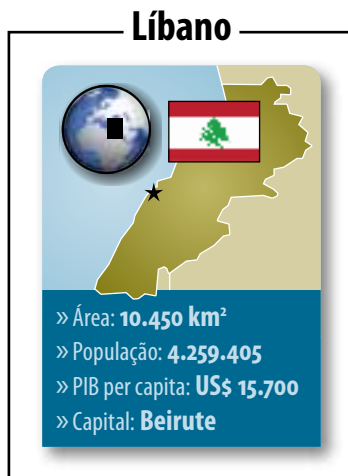 Líbano
» Área: 10.450 km²
» População: 4.259.405
» PIB per capita: US$ 15.700
» Capital: Beirute